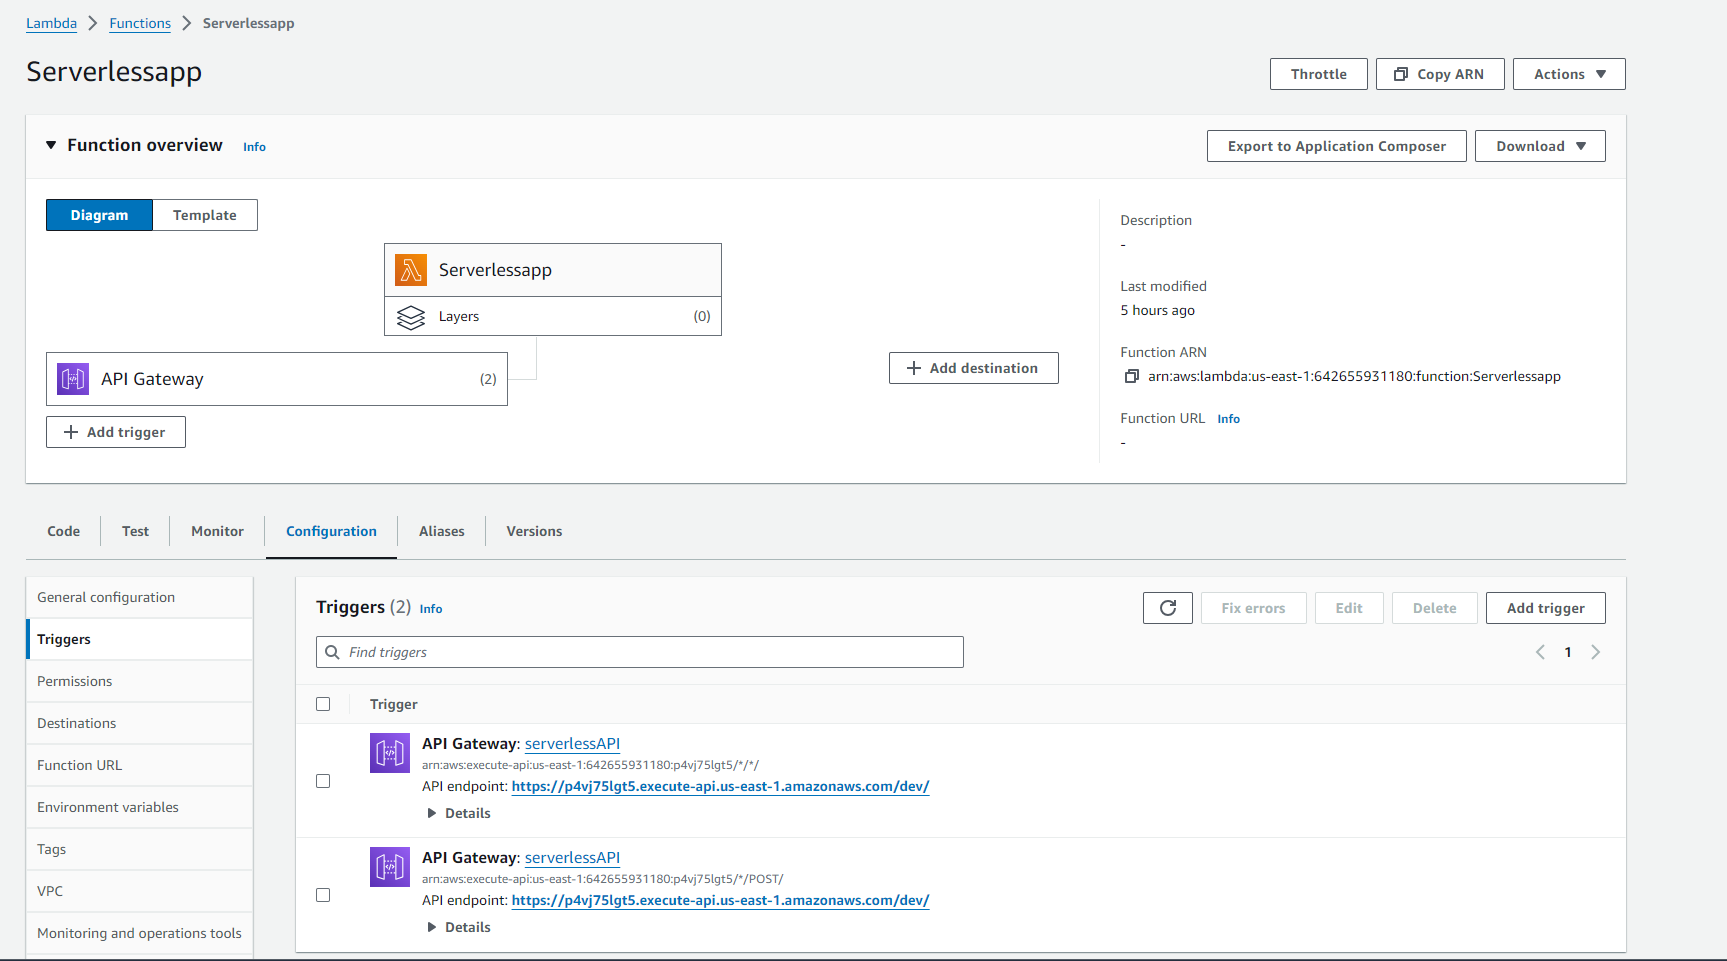 Lambda > Functions > Serverlessapp
Serverlessapp
Throttle Copy ARN Actions
Function overview Info
Export to Application Composer Download
Diagram Template
Serverlessapp
Layers (0)
API Gateway (2)
+ Add trigger
+ Add destination
Description
-
Last modified
5 hours ago
Function ARN
arn:aws:lambda:us-east-1:642655931180:function:Serverlessapp
Function URL Info
-
Code Test Monitor Configuration Aliases Versions
General configuration
Triggers
Permissions
Destinations
Function URL
Environment variables
Tags
VPC
Monitoring and operations tools
Triggers (2) Info
Fix errors Edit Delete Add trigger
Find triggers
< 1 >
Trigger
API Gateway: serverlessAPI
arn:aws:execute-api:us-east-1:642655931180:p4vj75lgt5/*/*/
API endpoint: https://p4vj75lgt5.execute-api.us-east-1.amazonaws.com/dev/
Details
API Gateway: serverlessAPI
arn:aws:execute-api:us-east-1:642655931180:p4vj75lgt5/*/POST/
API endpoint: https://p4vj75lgt5.execute-api.us-east-1.amazonaws.com/dev/
Details